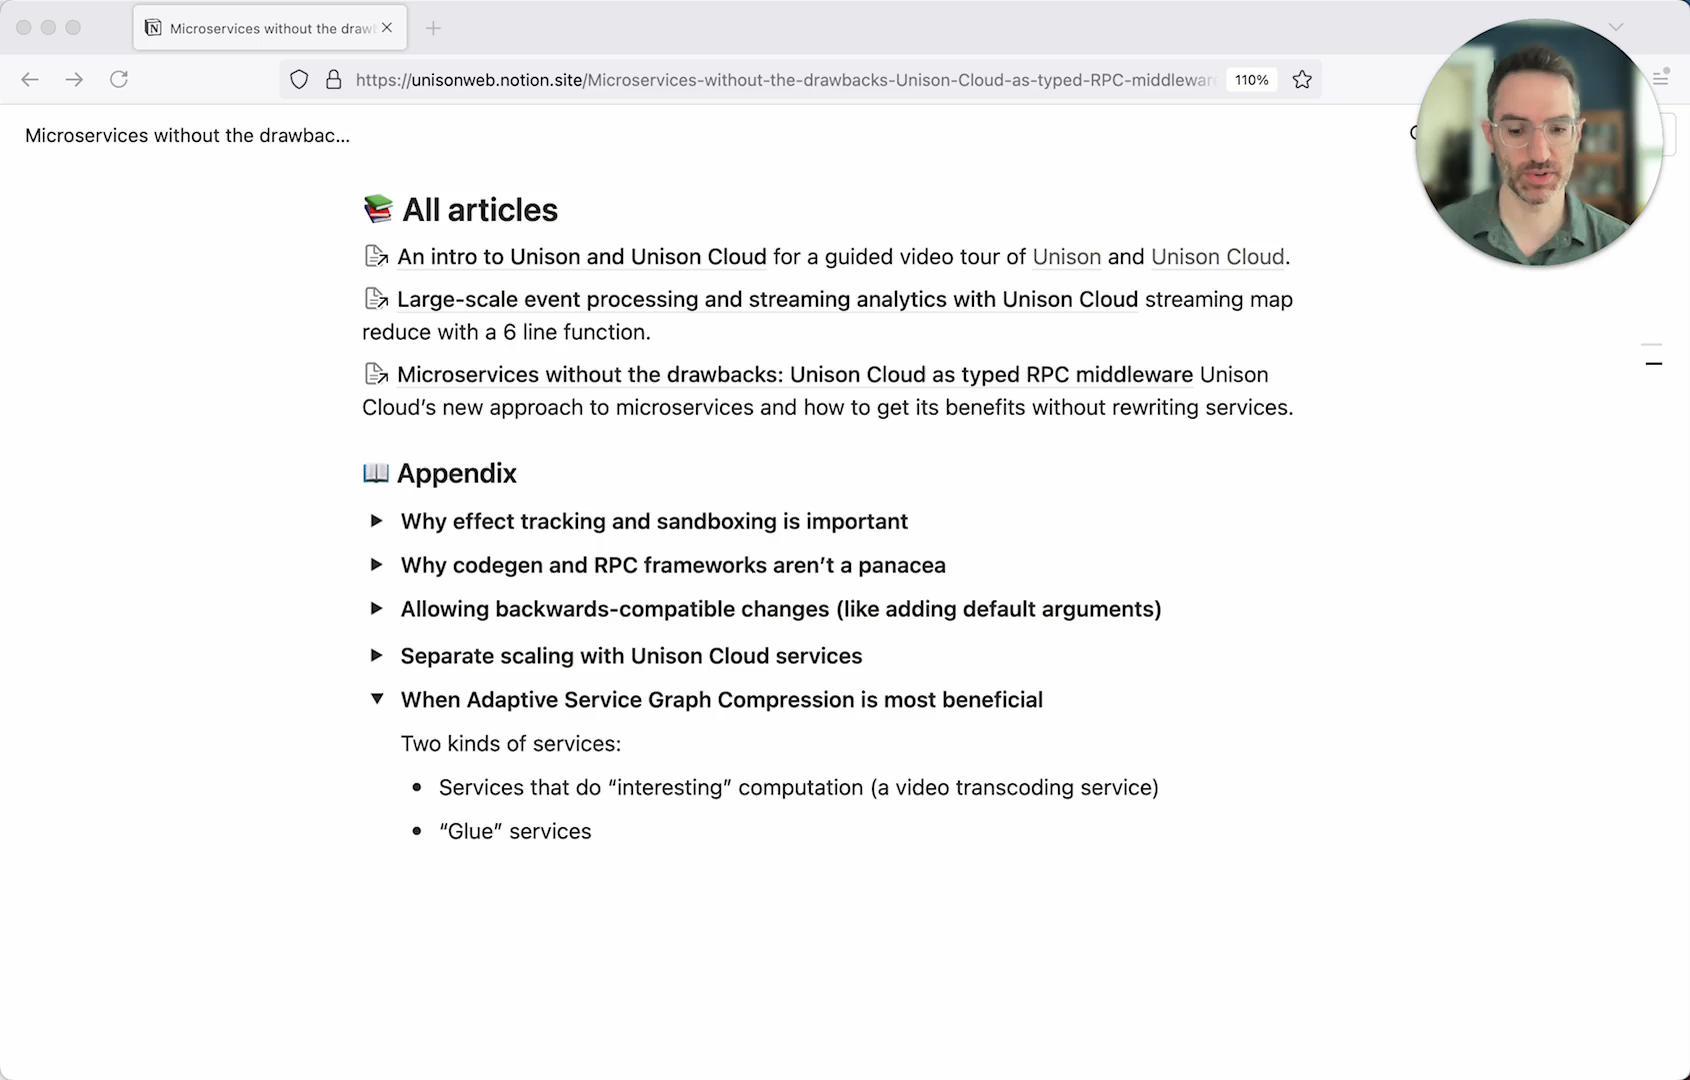 Microservices without the draw
https://unisonweb.notion.site/Microservices-without-the-drawbacks-Unison-Cloud-as-typed-RPC-middleware
110%
Microservices without the drawbac...
📚 All articles
An intro to Unison and Unison Cloud for a guided video tour of Unison and Unison Cloud.
Large-scale event processing and streaming analytics with Unison Cloud streaming map
reduce with a 6 line function.
Microservices without the drawbacks: Unison Cloud as typed RPC middleware Unison
Cloud’s new approach to microservices and how to get its benefits without rewriting services.
📖 Appendix
Why effect tracking and sandboxing is important
Why codegen and RPC frameworks aren’t a panacea
Allowing backwards-compatible changes (like adding default arguments)
Separate scaling with Unison Cloud services
When Adaptive Service Graph Compression is most beneficial
Two kinds of services:
• Services that do “interesting” computation (a video transcoding service)
• “Glue” services